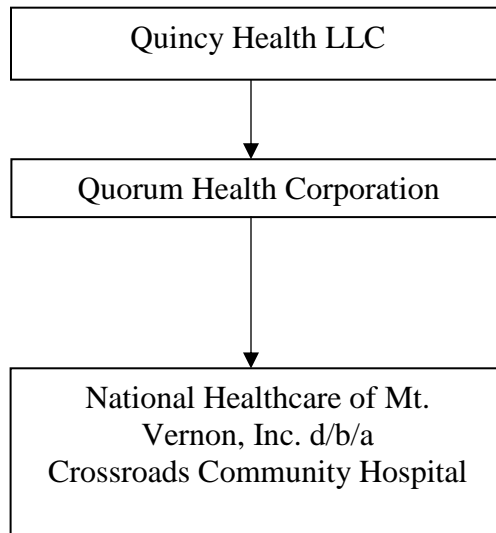 Quincy Health LLC
Quorum Health Corporation
National Healthcare of Mt.
Vernon, Inc. d/b/a
Crossroads Community Hospital